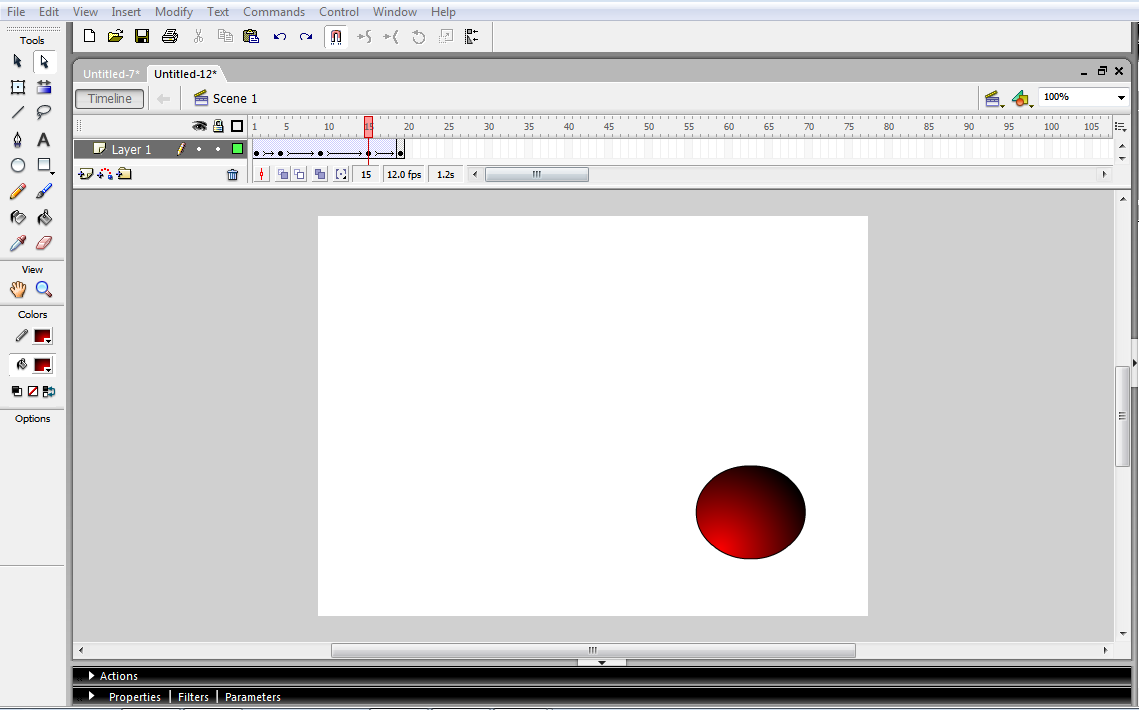 File Edit View Insert Modify Text Commands Control Window Help
Tools
Untitled-7* Untitled-12*
Timeline Scene 1 100%
1 5 10 15 20 25 30 35 40 45 50 55 60 65 70 75 80 85 90 95 100 105
Layer 1
15 12.0 fps 1.2s
View
Colors
Options
Actions
Properties Filters Parameters